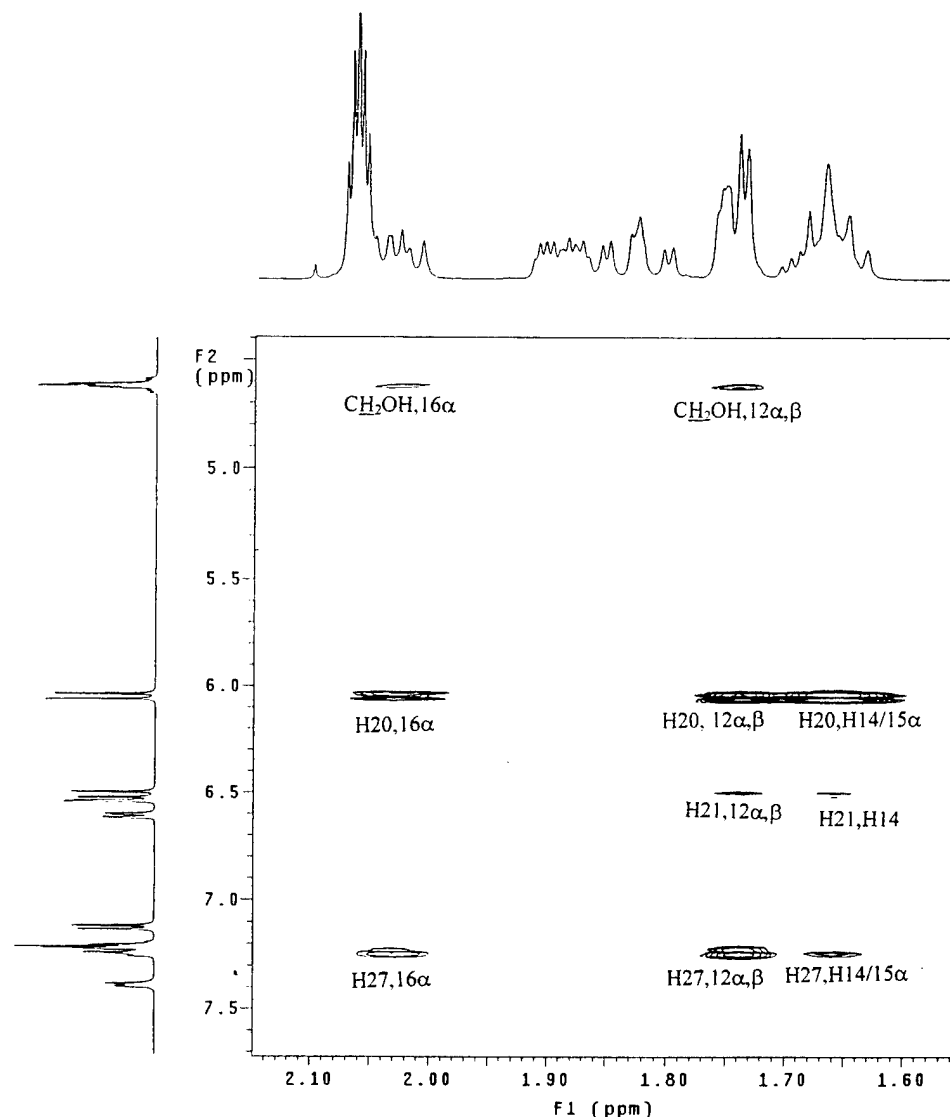 F2
(ppm)
CH₂OH,16α
CH₂OH,12α,β
5.0
5.5
6.0
H20,16α
H20, 12α,β
H20,H14/15α
6.5
H21,12α,β
H21,H14
7.0
H27,16α
H27,12α,β
H27,H14/15α
7.5
2.10
2.00
1.90
1.80
1.70
1.60
F1 (ppm)